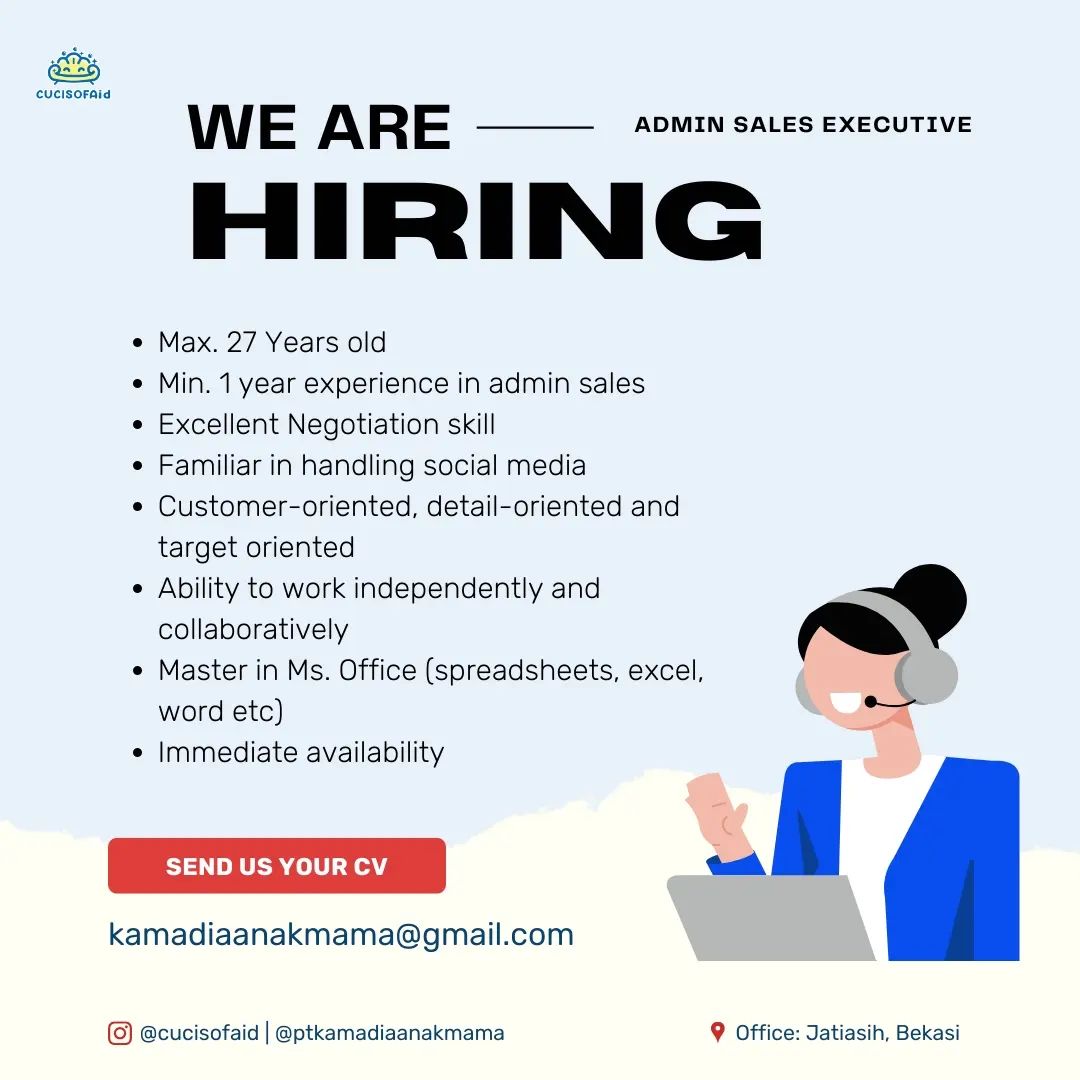 CUCISOFAid
WE ARE
ADMIN SALES EXECUTIVE
HIRING
• Max. 27 Years old
• Min. 1 year experience in admin sales
• Excellent Negotiation skill
• Familiar in handling social media
• Customer-oriented, detail-oriented and
target oriented
• Ability to work independently and
collaboratively
• Master in Ms. Office (spreadsheets, excel,
word etc)
• Immediate availability
SEND US YOUR CV
kamadiaanakmama@gmail.com
@cucisofaid | @ptkamadiaanakmama
Office: Jatiasih, Bekasi